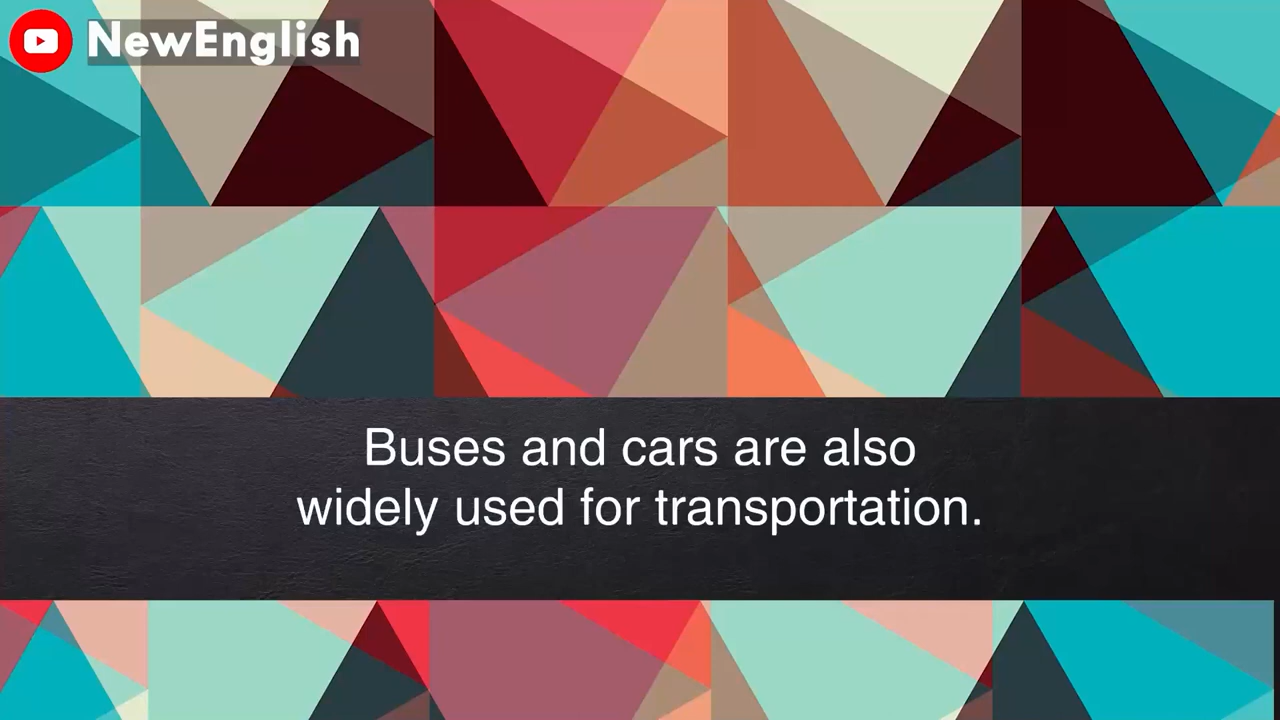 NewEnglish
Buses and cars are also
widely used for transportation.